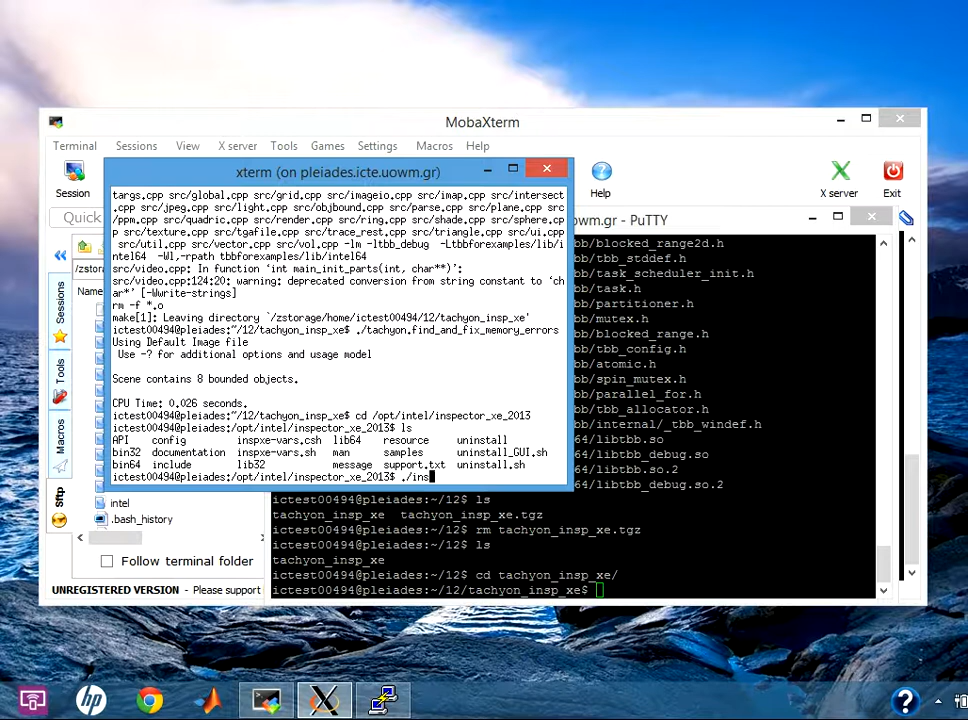 MobaXterm
Terminal Sessions View X server Tools Games Settings Macros Help
Session
Help
X server Exit
Quick
xterm (on pleiades.icte.uowm.gr)
targs.cpp src/global.cpp src/grid.cpp src/imageio.cpp src/imap.cpp src/intersect
.cpp src/jpeg.cpp src/light.cpp src/objbound.cpp src/parse.cpp src/plane.cpp src
/ppm.cpp src/quadric.cpp src/render.cpp src/ring.cpp src/shade.cpp src/sphere.cp
p src/texture.cpp src/tgafile.cpp src/trace_rest.cpp src/triangle.cpp src/ui.cpp
src/util.cpp src/vector.cpp src/vol.cpp -lm -ltbb_debug -Ltbbforexamples/lib/i
ntel64 -Wl,-rpath tbbforexamples/lib/intel64
src/video.cpp: In function ‘int main_init_parts(int, char**)’:
src/video.cpp:124:20: warning: deprecated conversion from string constant to ‘ch
ar*’ [-Wwrite-strings]
rm -f *.o
make[1]: Leaving directory `/zstorage/home/ictest00494/12/tachyon_insp_xe'
ictest00494@pleiades:~/12/tachyon_insp_xe$ ./tachyon.find_and_fix_memory_errors
Using Default Image file
Use -? for additional options and usage model
Scene contains 8 bounded objects.
CPU Time: 0.026 seconds.
ictest00494@pleiades:~/12/tachyon_insp_xe$ cd /opt/intel/inspector_xe_2013
ictest00494@pleiades:/opt/intel/inspector_xe_2013$ ls
API config inspxe-vars.csh lib64 resource uninstall
bin32 documentation inspxe-vars.sh man samples uninstall_GUI.sh
bin64 include lib32 message support.txt uninstall.sh
ictest00494@pleiades:/opt/intel/inspector_xe_2013$ ./ins
owm.gr - PuTTY
bb/blocked_range2d.h
bb/tbb_stddef.h
bb/task_scheduler_init.h
bb/task.h
bb/partitioner.h
bb/mutex.h
bb/blocked_range.h
bb/tbb_config.h
bb/atomic.h
bb/spin_mutex.h
bb/parallel_for.h
bb/tbb_allocator.h
bb/internal/_tbb_windef.h
64/libtbb.so
64/libtbb_debug.so
64/libtbb.so.2
64/libtbb_debug.so.2
ictest00494@pleiades:~/12$ ls
tachyon_insp_xe tachyon_insp_xe.tgz
ictest00494@pleiades:~/12$ rm tachyon_insp_xe.tgz
ictest00494@pleiades:~/12$ ls
tachyon_insp_xe
ictest00494@pleiades:~/12$ cd tachyon_insp_xe/
ictest00494@pleiades:~/12/tachyon_insp_xe$
/zstor
Name
Sessions
Tools
Macros
Sftp
intel
.bash_history
Follow terminal folder
UNREGISTERED VERSION - Please support
hp